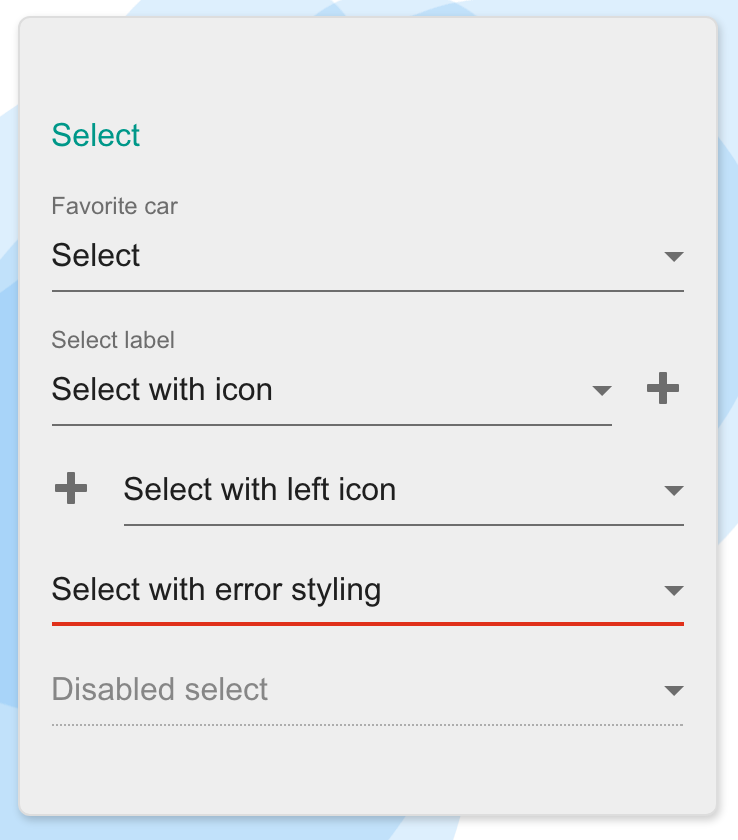 Select
Favorite car
Select
Select label
Select with icon
Select with left icon
Select with error styling
Disabled select